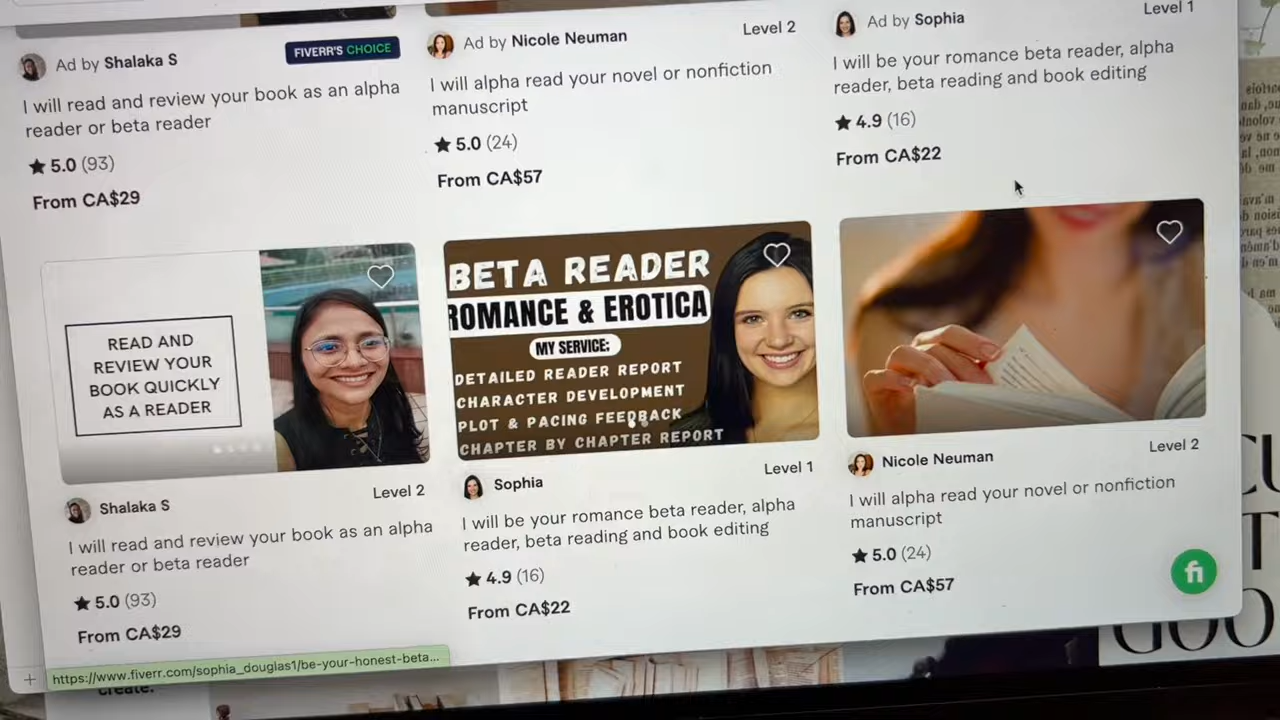 Ad by Shalaka S
FIVERR'S CHOICE
I will read and review your book as an alpha
reader or beta reader
5.0 (93)
From CA$29
Ad by Nicole Neuman
Level 2
I will alpha read your novel or nonfiction
manuscript
5.0 (24)
From CA$57
Ad by Sophia
Level 1
I will be your romance beta reader, alpha
reader, beta reading and book editing
4.9 (16)
From CA$22
READ AND
REVIEW YOUR
BOOK QUICKLY
AS A READER
Shalaka S
Level 2
I will read and review your book as an alpha
reader or beta reader
5.0 (93)
From CA$29
BETA READER
ROMANCE & EROTICA
MY SERVICE:
DETAILED READER REPORT
CHARACTER DEVELOPMENT
PLOT & PACING FEEDBACK
CHAPTER BY CHAPTER REPORT
Sophia
Level 1
I will be your romance beta reader, alpha
reader, beta reading and book editing
4.9 (16)
From CA$22
Nicole Neuman
Level 2
I will alpha read your novel or nonfiction
manuscript
5.0 (24)
From CA$57
fi
https://www.fiverr.com/sophia_douglas1/be-your-honest-beta...
create.